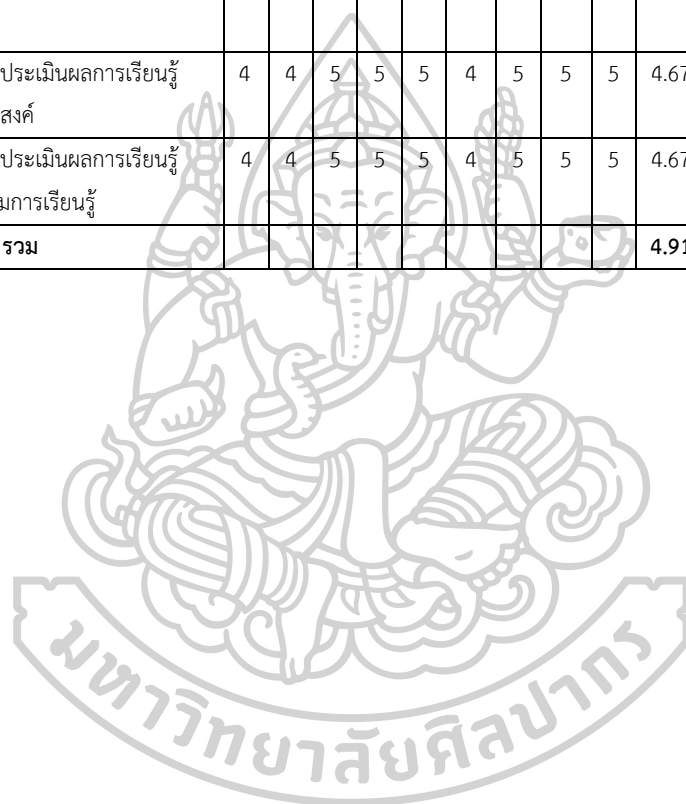 ประเมินผลการเรียนรู้ 4 4 5 5 5 4 5 5 5 4.67
สงค์
ประเมินผลการเรียนรู้ 4 4 5 5 5 4 5 5 5 4.67
มการเรียนรู้
รวม 4.91
มหาวิทยาลัยศิลปากร